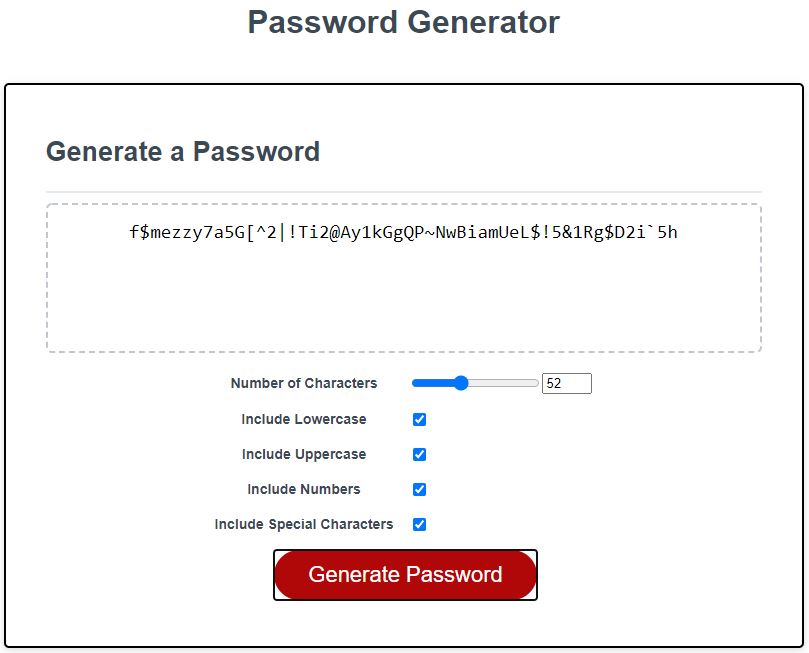 Password Generator
Generate a Password
f$mezzy7a5G[^2|!Ti2@Ay1kGgQP~NwBiamUeL$!5&1Rg$D2i`5h
Number of Characters 52
Include Lowercase
Include Uppercase
Include Numbers
Include Special Characters
Generate Password